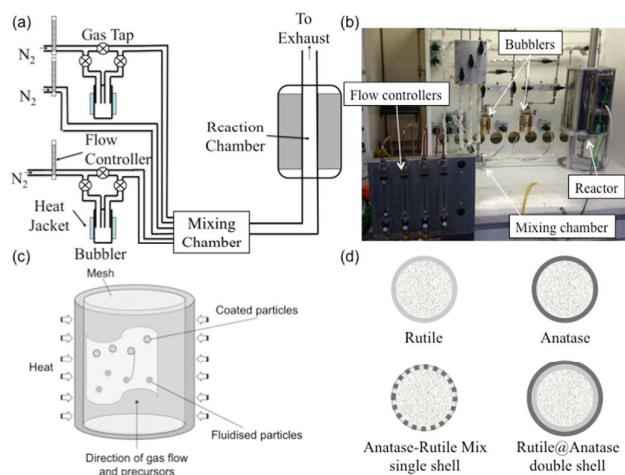 (a)
To
Exhaust
Gas Tap
N2
N2
Reaction
Chamber
Flow
Controller
N2
Heat
Jacket
Bubbler
Mixing
Chamber
(b)
Bubblers
Flow controllers
Reactor
Mixing chamber
(c)
Mesh
Coated particles
Heat
Fluidised particles
Direction of gas flow
and precursors
(d)
Rutile
Anatase
Anatase-Rutile Mix
single shell
Rutile@Anatase
double shell